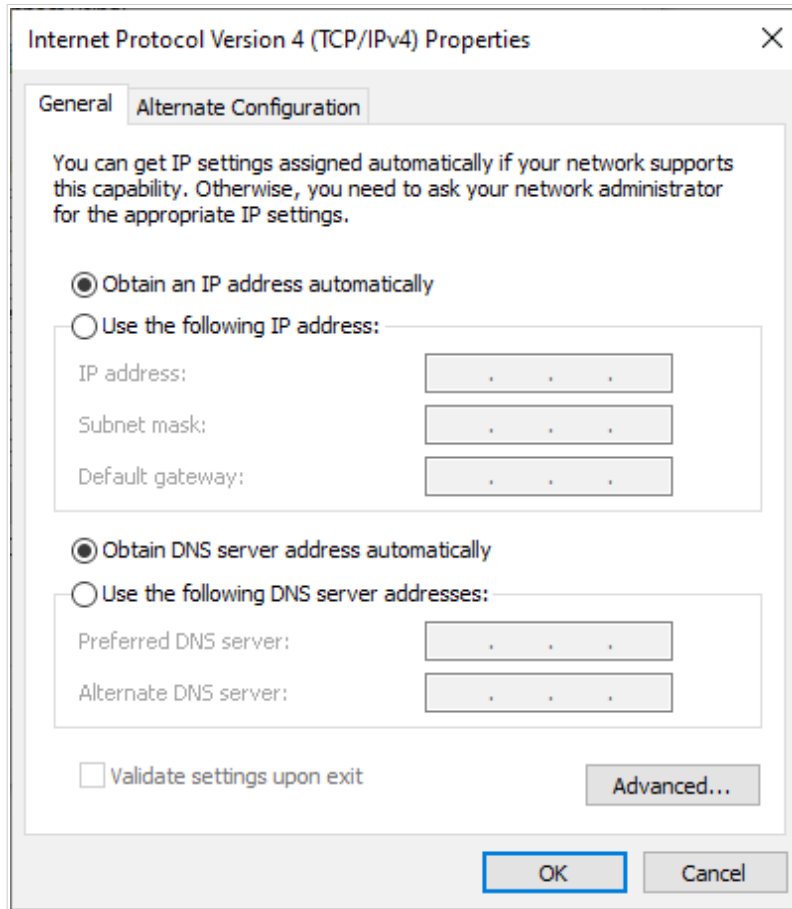 Internet Protocol Version 4 (TCP/IPv4) Properties
General
Alternate Configuration
You can get IP settings assigned automatically if your network supports
this capability. Otherwise, you need to ask your network administrator
for the appropriate IP settings.
Obtain an IP address automatically
Use the following IP address:
IP address:
Subnet mask:
Default gateway:
Obtain DNS server address automatically
Use the following DNS server addresses:
Preferred DNS server:
Alternate DNS server:
Validate settings upon exit
Advanced...
OK
Cancel